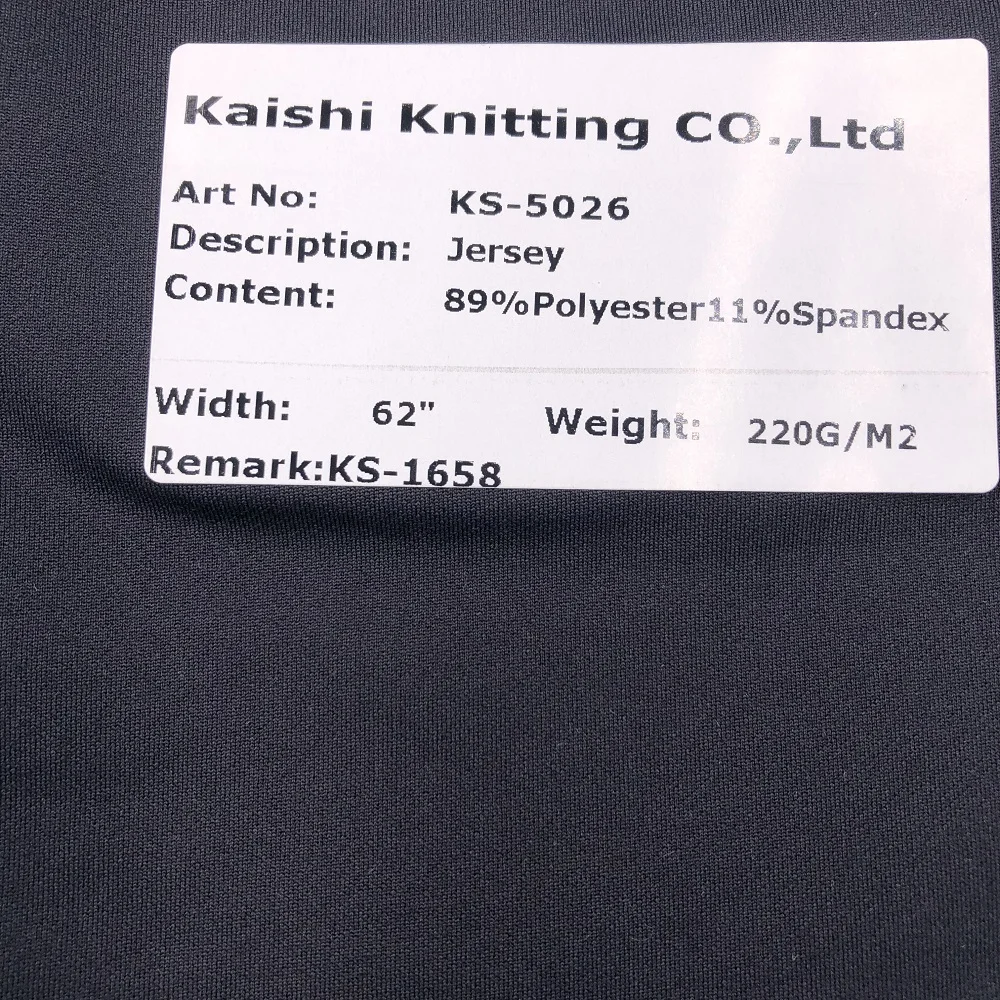 Kaishi Knitting CO.,Ltd
Art No: KS-5026
Description: Jersey
Content: 89%Polyester11%Spandex
Width: 62" Weight: 220G/M2
Remark:KS-1658